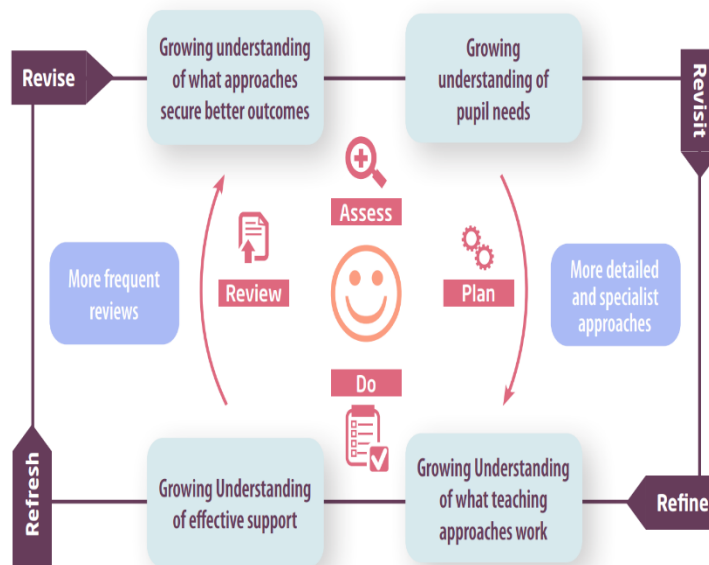 Revise
Growing understanding
of what approaches
secure better outcomes
Growing
understanding of
pupil needs
Revisit
Assess
More frequent
reviews
Review
Plan
More detailed
and specialist
approaches
Do
Refresh
Growing Understanding
of effective support
Growing Understanding
of what teaching
approaches work
Refine